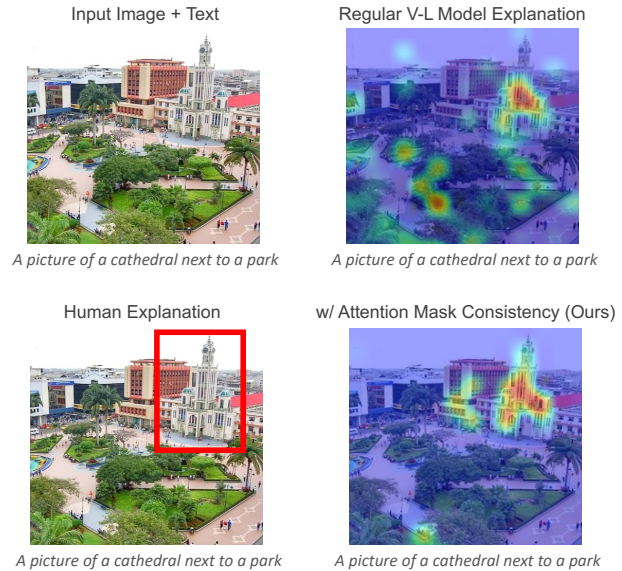 Input Image + Text
Regular V-L Model Explanation
A picture of a cathedral next to a park
A picture of a cathedral next to a park
Human Explanation
w/ Attention Mask Consistency (Ours)
A picture of a cathedral next to a park
A picture of a cathedral next to a park